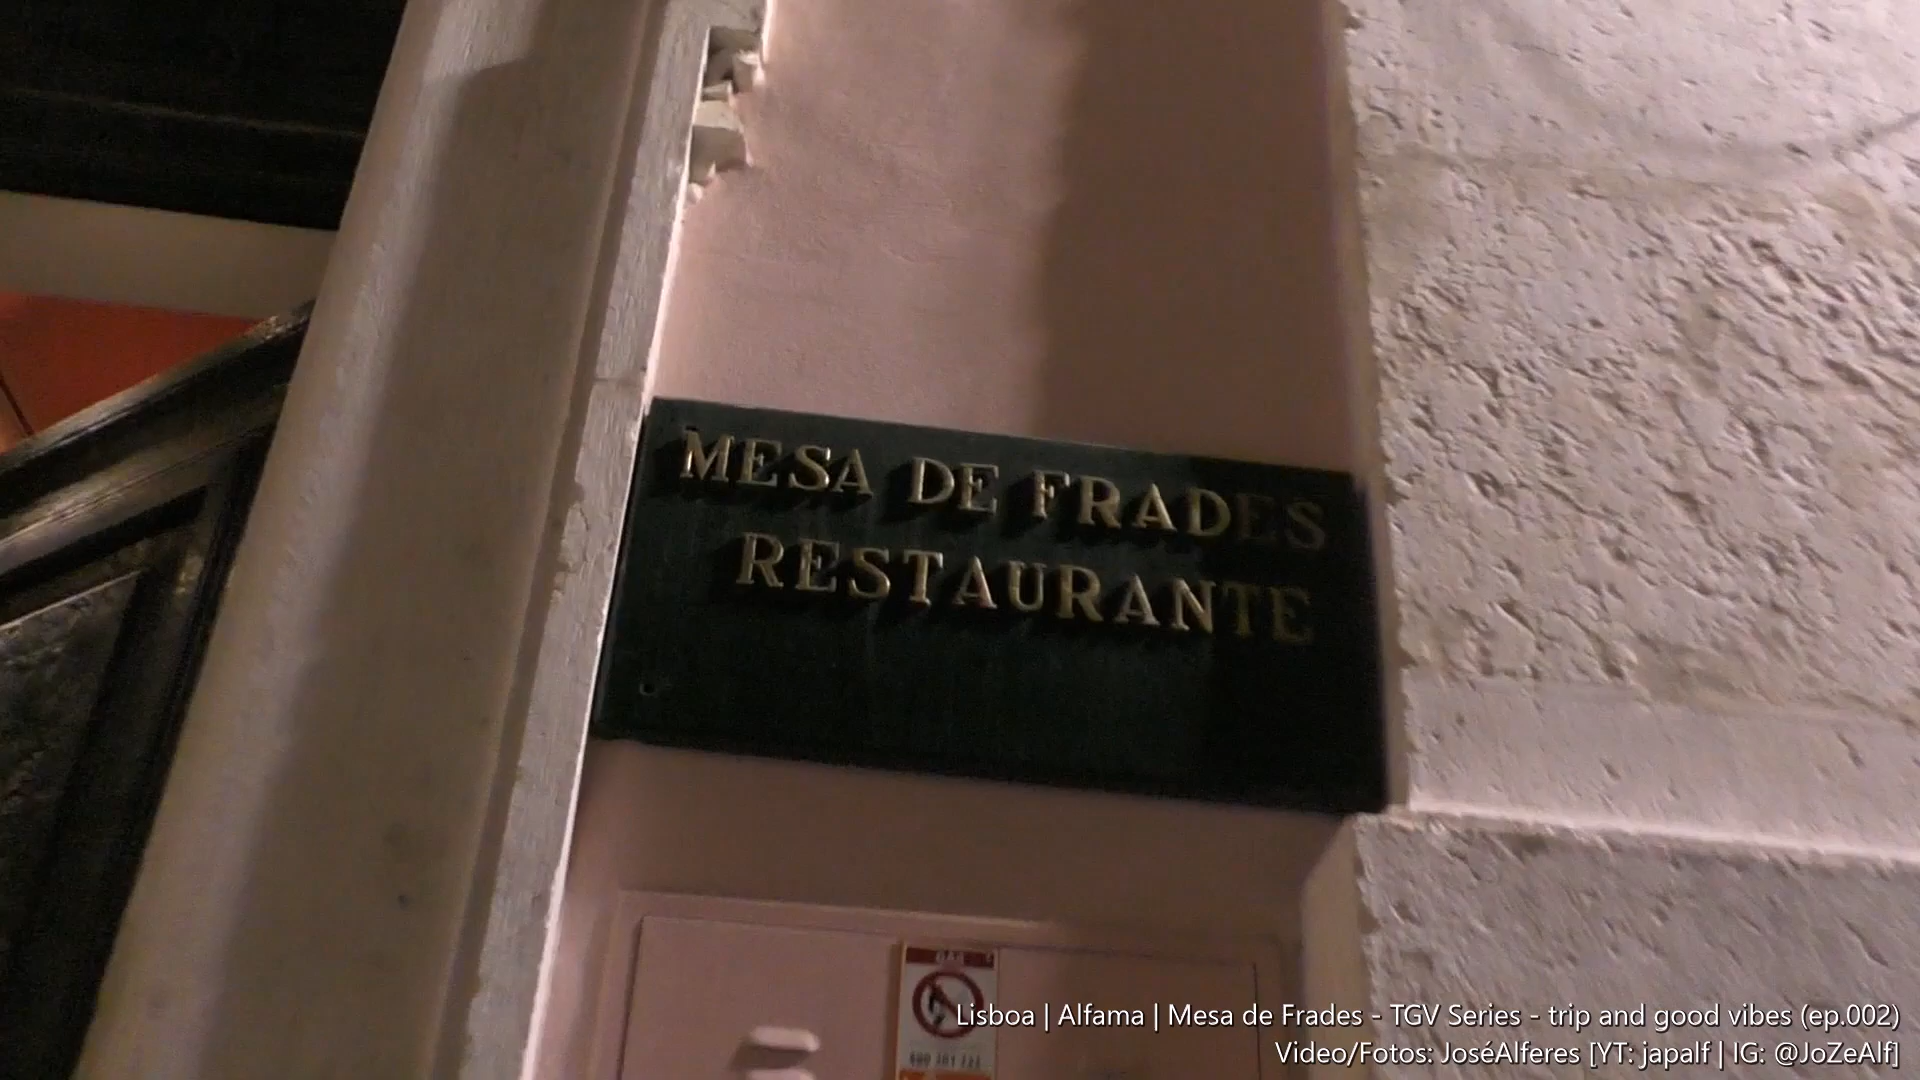 MESA DE FRADES
RESTAURANTE
Lisboa | Alfama | Mesa de Frades - TGV Series - trip and good vibes (ep.002)
Video/Fotos: JoséAlferes [YT: japalf | IG: @JoZeAlf]